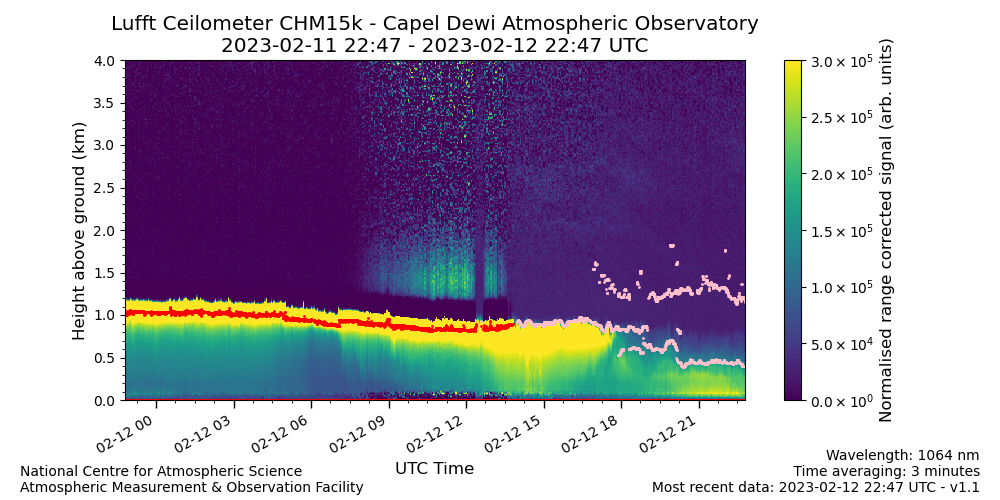 Lufft Ceilometer CHM15k - Capel Dewi Atmospheric Observatory
2023-02-11 22:47 - 2023-02-12 22:47 UTC
4.0
3.5
3.0
2.5
2.0
1.5
1.0
0.5
0.0
Height above ground (km)
02-12 00
02-12 03
02-12 06
02-12 09
02-12 12
02-12 15
02-12 18
02-12 21
UTC Time
3.0 × 10⁵
2.5 × 10⁵
2.0 × 10⁵
1.5 × 10⁵
1.0 × 10⁵
5.0 × 10⁴
0.0 × 10⁰
Normalised range corrected signal (arb. units)
National Centre for Atmospheric Science
Atmospheric Measurement & Observation Facility
Wavelength: 1064 nm
Time averaging: 3 minutes
Most recent data: 2023-02-12 22:47 UTC - v1.1